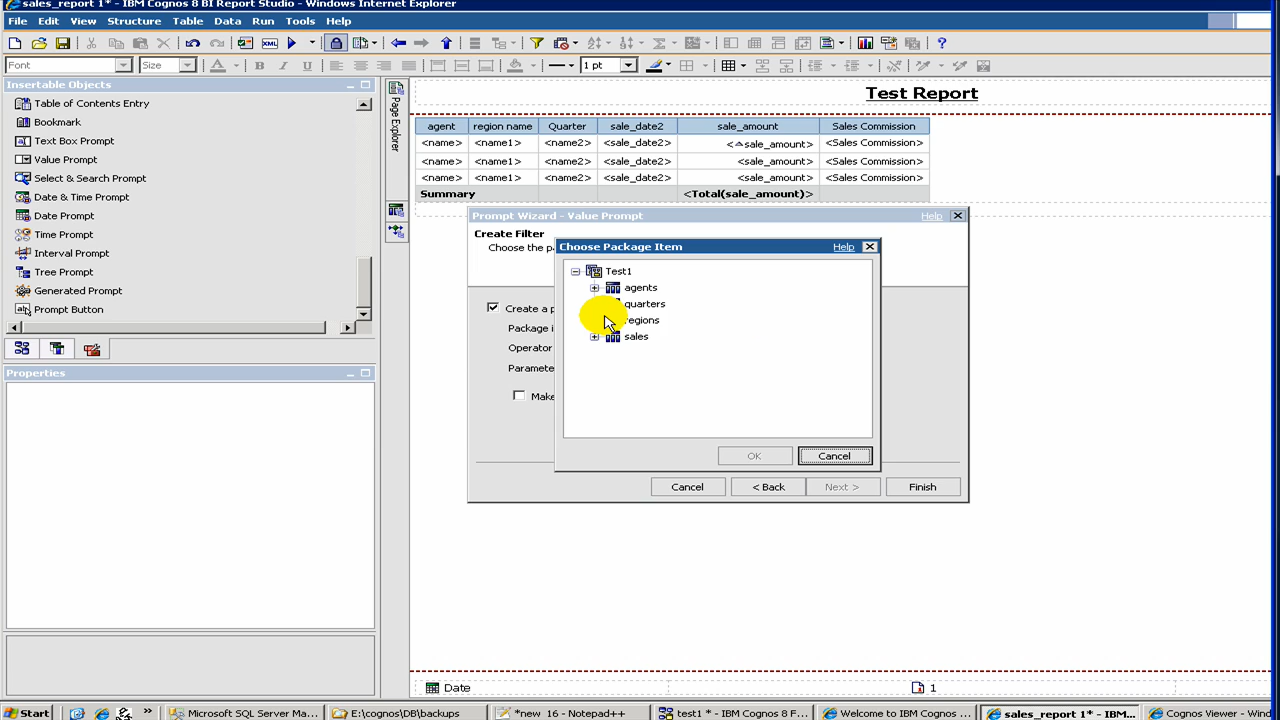 sales_report 1* - IBM Cognos 8 BI Report Studio - Windows Internet Explorer
File Edit View Structure Table Data Run Tools Help
Font Size B I U 1 pt
Insertable Objects
Table of Contents Entry
Bookmark
Text Box Prompt
Value Prompt
Select & Search Prompt
Date & Time Prompt
Date Prompt
Time Prompt
Interval Prompt
Tree Prompt
Generated Prompt
Prompt Button
Properties
Page Explorer
Test Report
agent region name Quarter sale_date2 sale_amount Sales Commission
<name> <name1> <name2> <sale_date2> <sale_amount> <Sales Commission>
<name> <name1> <name2> <sale_date2> <sale_amount> <Sales Commission>
<name> <name1> <name2> <sale_date2> <sale_amount> <Sales Commission>
Summary <Total(sale_amount)>
Prompt Wizard - Value Prompt Help
Create Filter
Choose the p
Create a p
Package i
Operator
Paramete
Make
Choose Package Item Help
Test1
agents
quarters
regions
sales
OK Cancel
Cancel < Back Next > Finish
Date 1
Start Microsoft SQL Server Ma... E:\cognos\DB\backups *new 16 - Notepad++ test1 * - IBM Cognos 8 F... Welcome to IBM Cognos ... sales_report 1* - IBM... Cognos Viewer - Wind